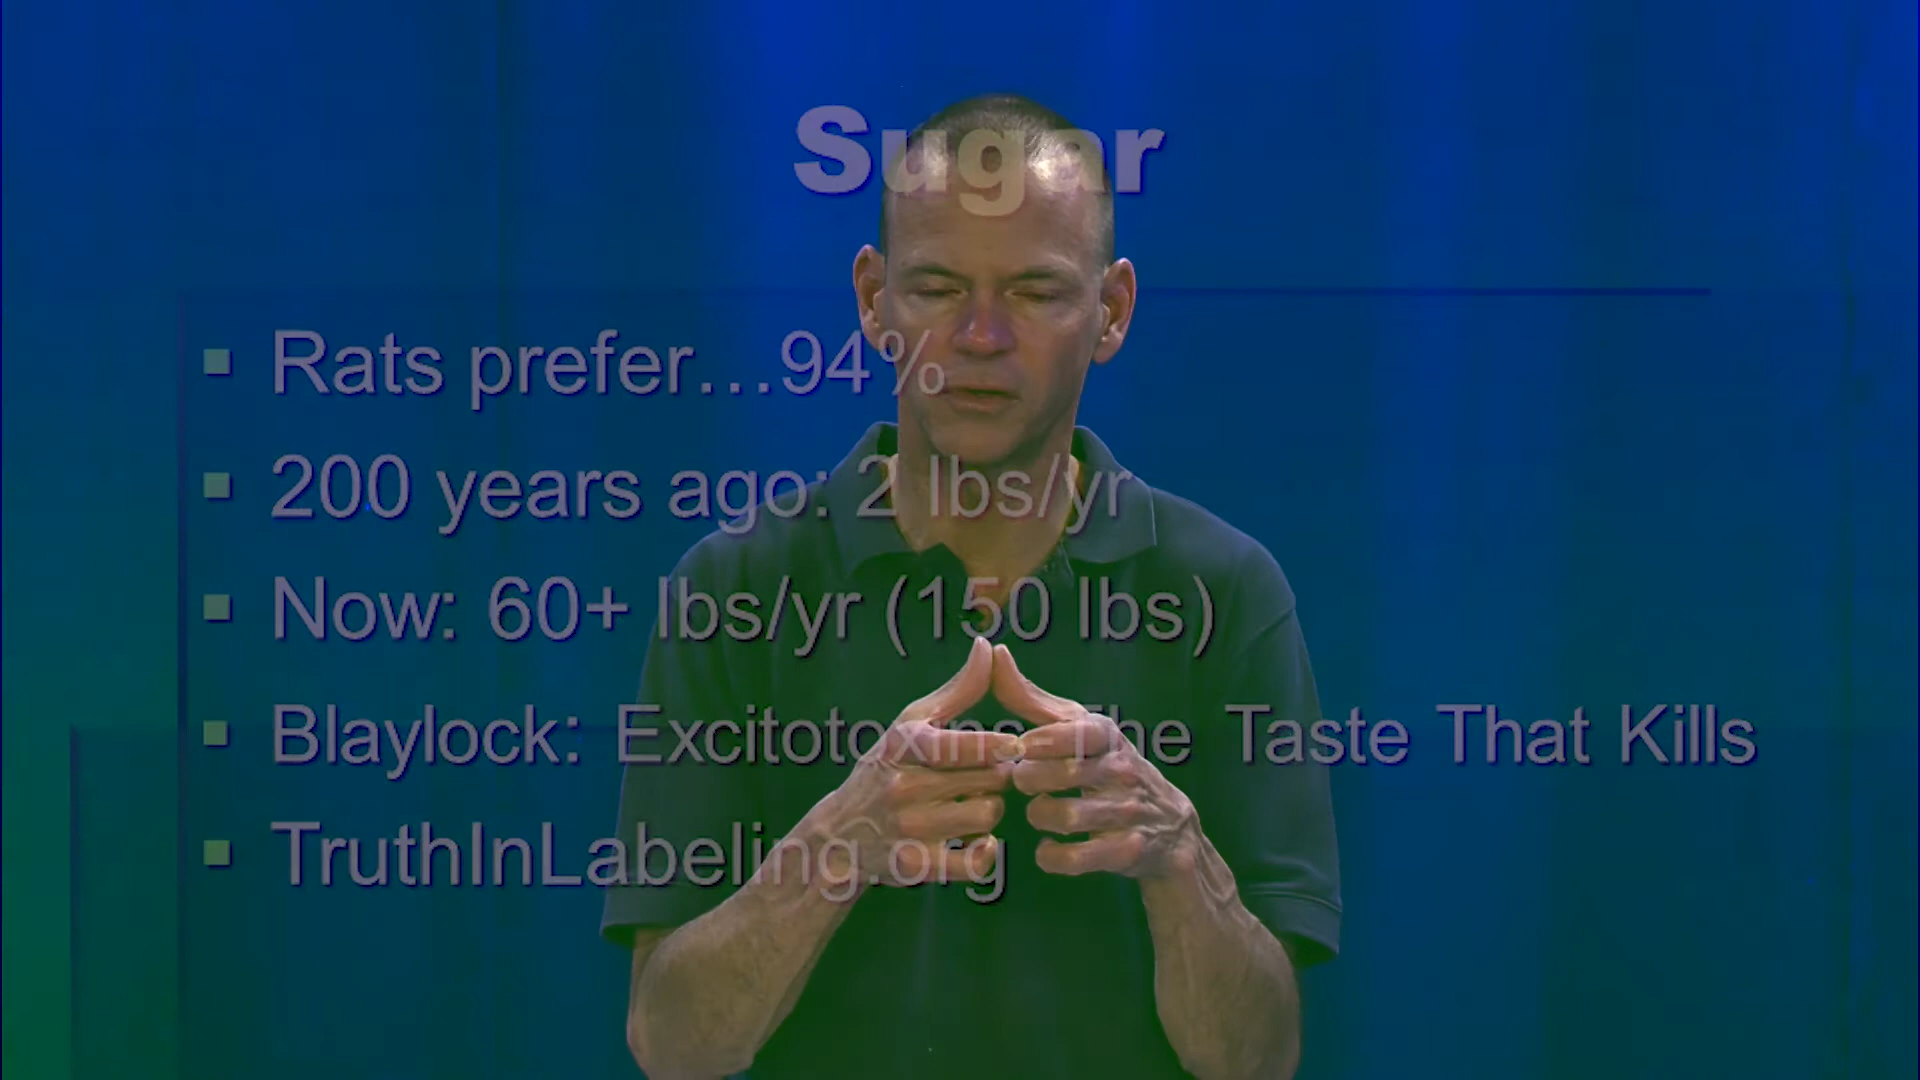 Sugar
Rats prefer…94%
200 years ago: 2 lbs/yr
Now: 60+ lbs/yr (150 lbs)
Blaylock: Excitotoxins-The Taste That Kills
TruthInLabeling.org